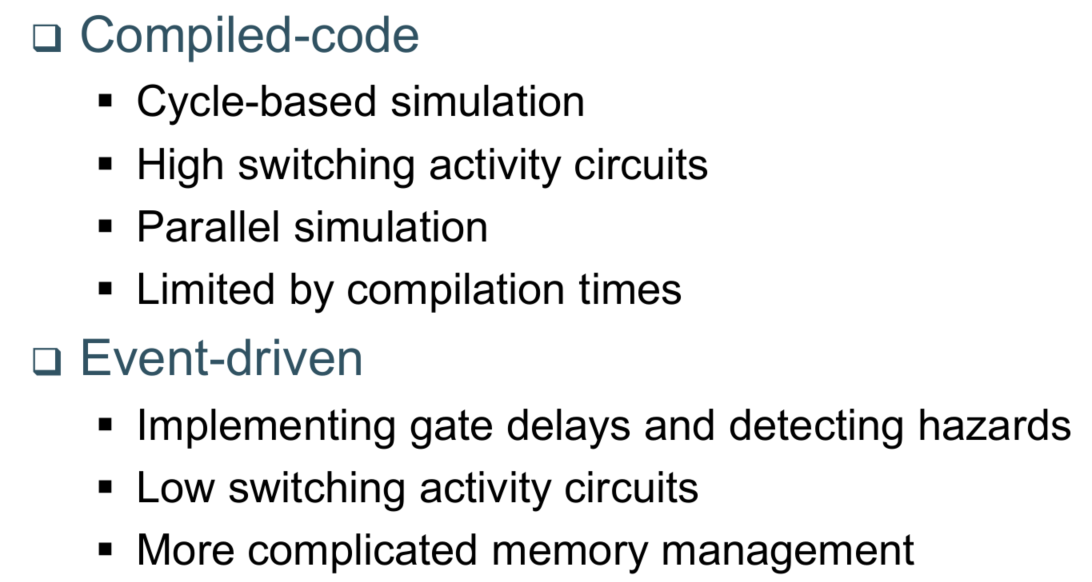 Compiled-code
Cycle-based simulation
High switching activity circuits
Parallel simulation
Limited by compilation times
Event-driven
Implementing gate delays and detecting hazards
Low switching activity circuits
More complicated memory management